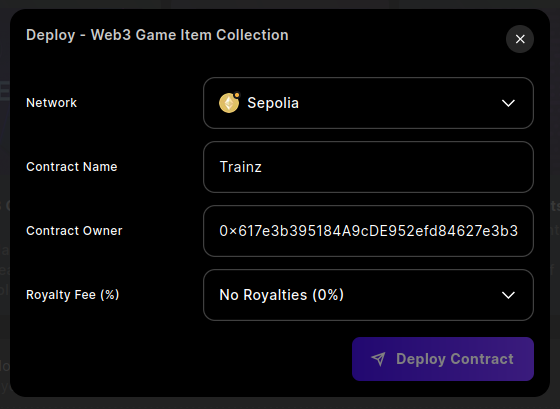 Deploy - Web3 Game Item Collection
Network
Sepolia
Contract Name
Trainz
Contract Owner
0x617e3b395184A9cDE952efd84627e3b3
Royalty Fee (%)
No Royalties (0%)
Deploy Contract